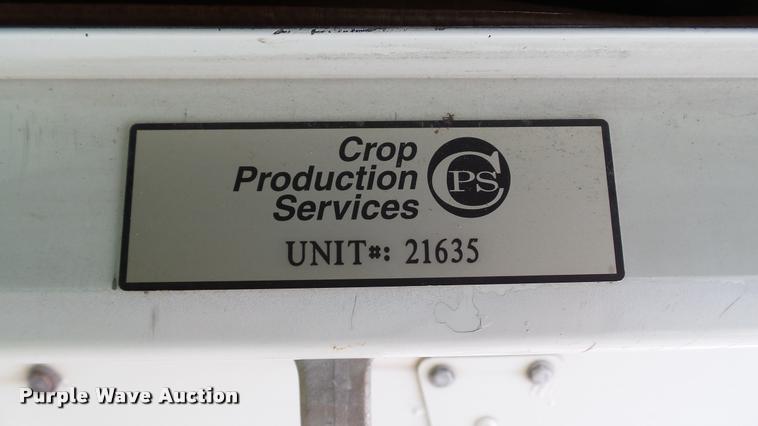 Crop
Production
Services
CPS
UNIT#: 21635
Purple Wave Auction